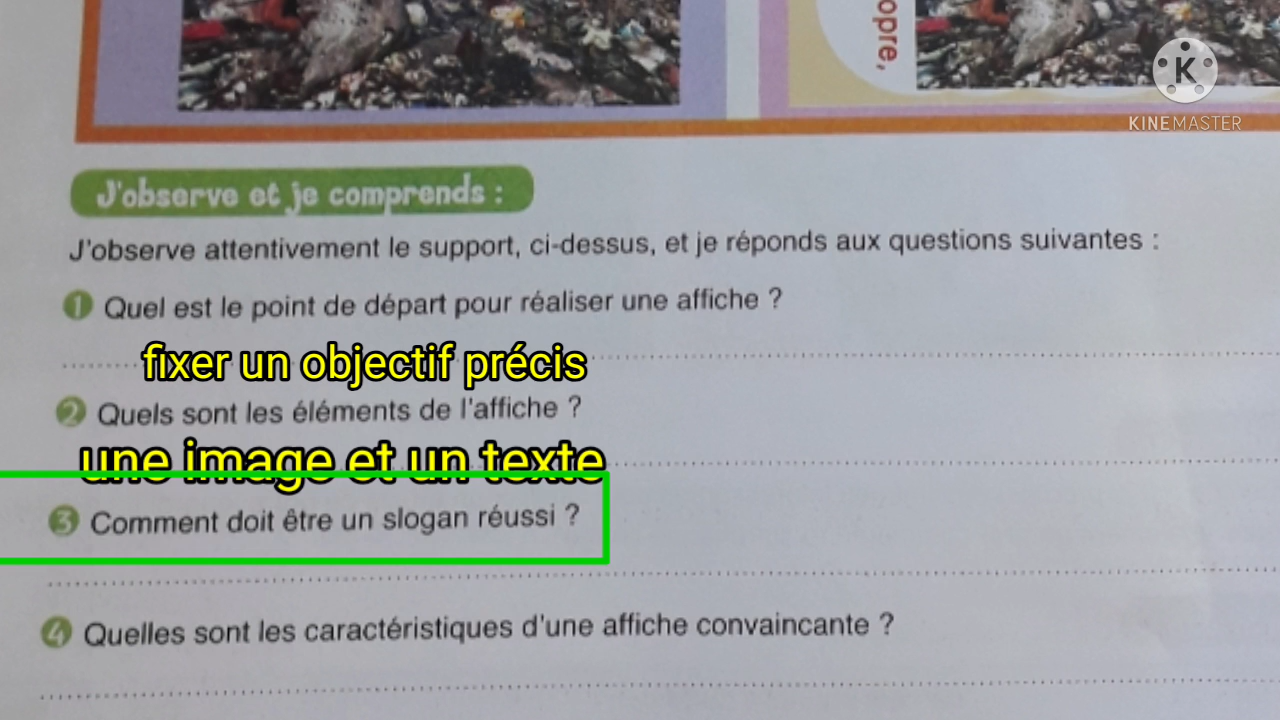 opre,
K
KINEMASTER
J'observe et je comprends :
J'observe attentivement le support, ci-dessus, et je réponds aux questions suivantes :
1 Quel est le point de départ pour réaliser une affiche ?
fixer un objectif précis
2 Quels sont les éléments de l'affiche ?
une image et un texte
3 Comment doit être un slogan réussi ?
4 Quelles sont les caractéristiques d'une affiche convaincante ?